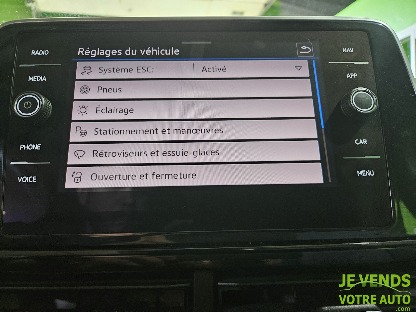 Réglages du véhicule
RADIO
MEDIA
PHONE
VOICE
Système ESC: Activé
Pneus
Éclairage
Stationnement et manœuvres
Rétroviseurs et essuie-glaces
Ouverture et fermeture
NAV
APP
CAR
MENU
JE VENDS
VOTRE AUTO
.com